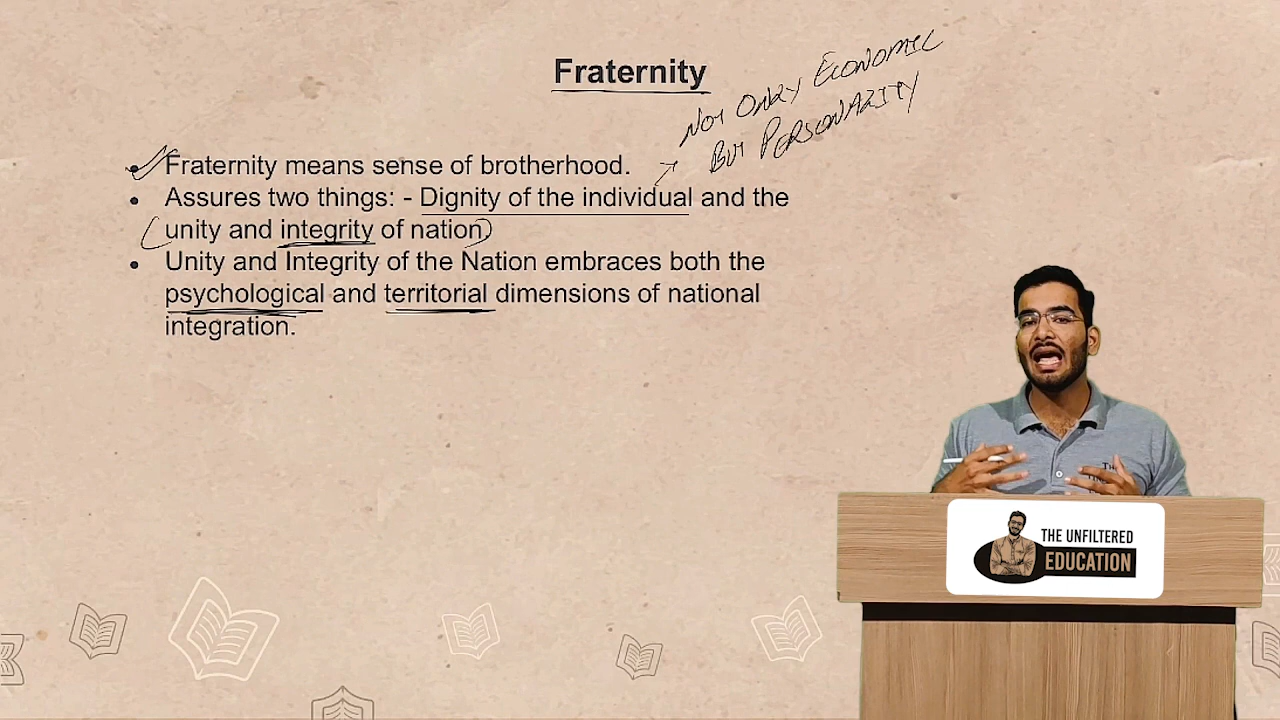 Fraternity
NOT ONLY ECONOMIC
BUT PERSONALITY
• Fraternity means sense of brotherhood.
• Assures two things: - Dignity of the individual and the
(unity and integrity of nation)
• Unity and Integrity of the Nation embraces both the
psychological and territorial dimensions of national
integration.
THE UNFILTERED
EDUCATION